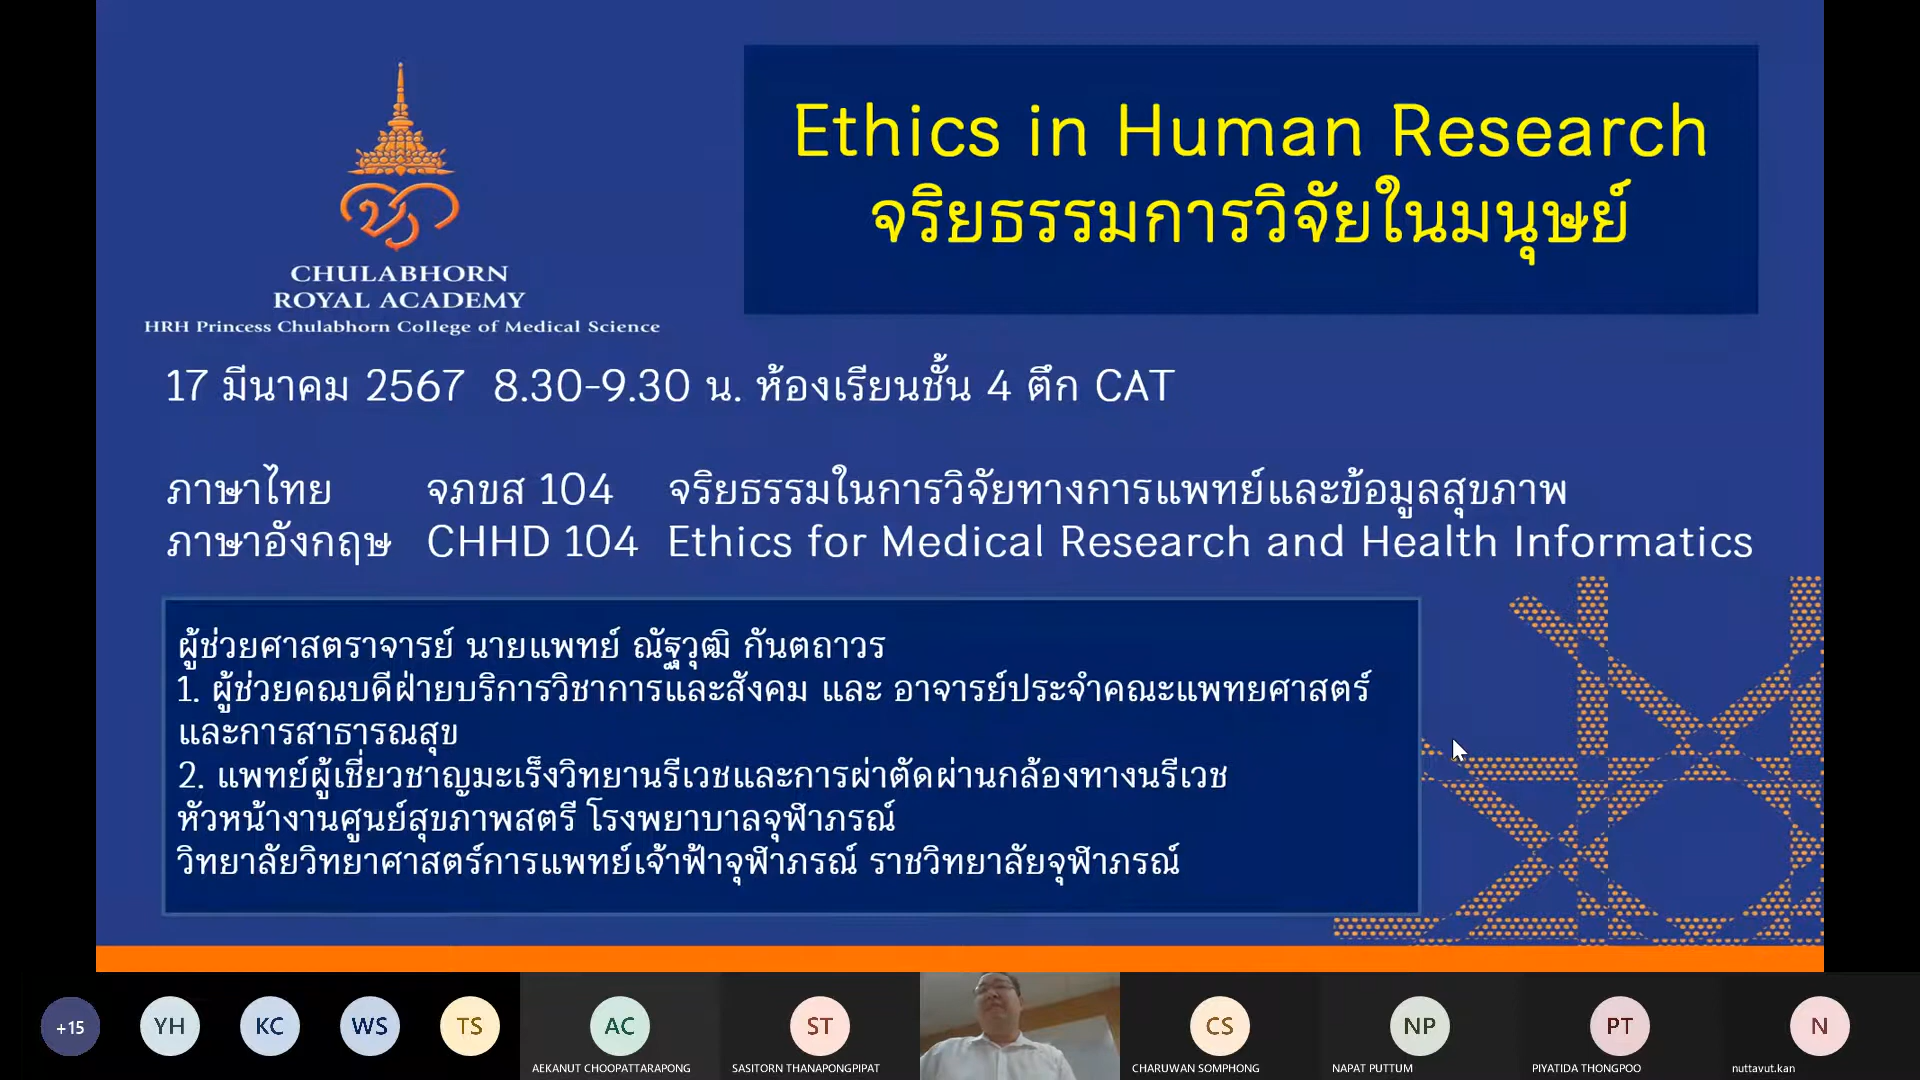 CHULABHORN
ROYAL ACADEMY
HRH Princess Chulabhorn College of Medical Science
Ethics in Human Research
จริยธรรมการวิจัยในมนุษย์
17 มีนาคม 2567 8.30-9.30 น. ห้องเรียนชั้น 4 ตึก CAT
ภาษาไทย จภขส 104 จริยธรรมในการวิจัยทางการแพทย์และข้อมูลสุขภาพ
ภาษาอังกฤษ CHHD 104 Ethics for Medical Research and Health Informatics
ผู้ช่วยศาสตราจารย์ นายแพทย์ ณัฐวุฒิ กันตถาวร
1. ผู้ช่วยคณบดีฝ่ายบริการวิชาการและสังคม และ อาจารย์ประจำคณะแพทยศาสตร์
และการสาธารณสุข
2. แพทย์ผู้เชี่ยวชาญมะเร็งวิทยานรีเวชและการผ่าตัดผ่านกล้องทางนรีเวช
หัวหน้างานศูนย์สุขภาพสตรี โรงพยาบาลจุฬาภรณ์
วิทยาลัยวิทยาศาสตร์การแพทย์เจ้าฟ้าจุฬาภรณ์ ราชวิทยาลัยจุฬาภรณ์
+15 YH KC WS TS AC ST CS NP PT N
AEKANUT CHOOPATTARAPONG SASITORN THANAPONGPIPAT CHARUWAN SOMPHONG NAPAT PUTTUM PIYATIDA THONGPOO nuttavut.kan